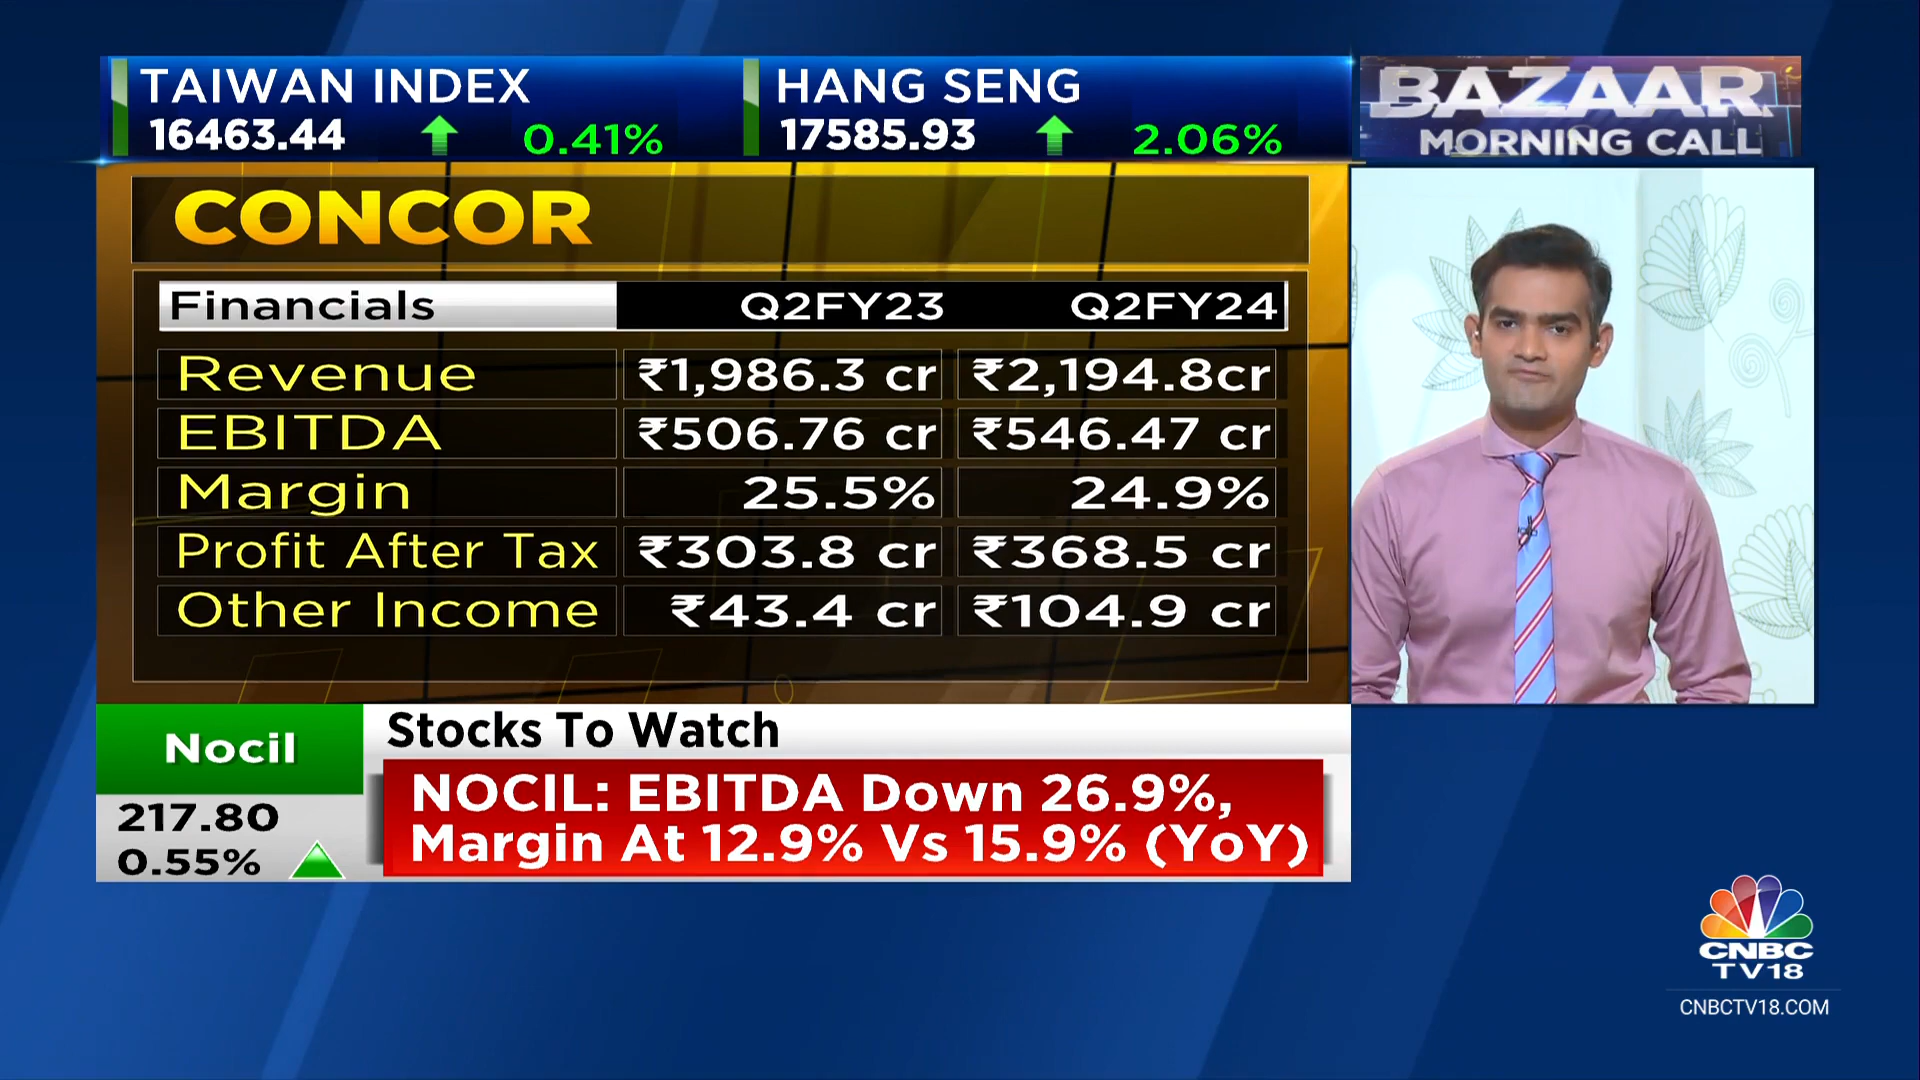 TAIWAN INDEX
16463.44 0.41%
HANG SENG
17585.93 2.06%
BAZAAR
MORNING CALL
CONCOR
Financials Q2FY23 Q2FY24
Revenue ₹1,986.3 cr ₹2,194.8cr
EBITDA ₹506.76 cr ₹546.47 cr
Margin 25.5% 24.9%
Profit After Tax ₹303.8 cr ₹368.5 cr
Other Income ₹43.4 cr ₹104.9 cr
Nocil
217.80
0.55%
Stocks To Watch
NOCIL: EBITDA Down 26.9%,
Margin At 12.9% Vs 15.9% (YoY)
CNBC
TV18
CNBCTV18.COM